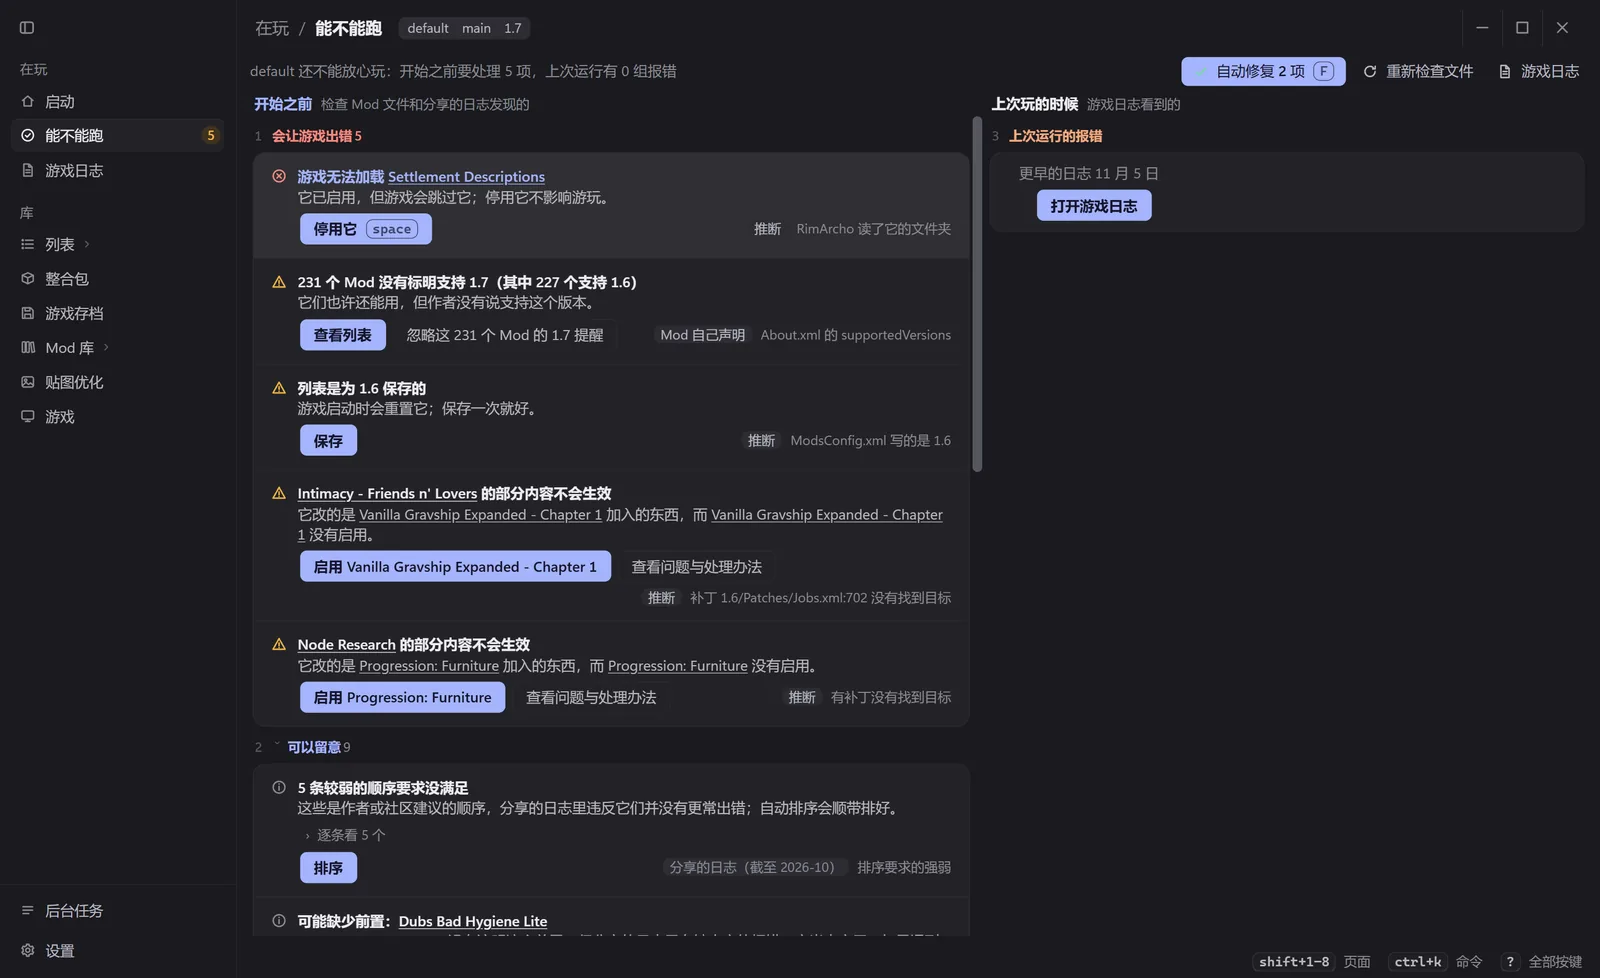 在玩
启动
能不能跑 5
游戏日志
库
列表
整合包
游戏存档
Mod 库
贴图优化
游戏
后台任务
设置
在玩 / 能不能跑 default main 1.7
default 还不能放心玩：开始之前要处理 5 项，上次运行有 0 组报错
自动修复 2 项 F 重新检查文件 游戏日志
开始之前 检查 Mod 文件和分享的日志发现的
1 会让游戏出错 5
游戏无法加载 Settlement Descriptions
它已启用，但游戏会跳过它；停用它不影响游玩。
停用它 space 推断 RimArcho 读了它的文件夹
231 个 Mod 没有标明支持 1.7（其中 227 个支持 1.6）
它们也许还能用，但作者没有说支持这个版本。
查看列表 忽略这 231 个 Mod 的 1.7 提醒 Mod 自己声明 About.xml 的 supportedVersions
列表是为 1.6 保存的
游戏启动时会重置它；保存一次就好。
保存 推断 ModsConfig.xml 写的是 1.6
Intimacy - Friends n' Lovers 的部分内容不会生效
它改的是 Vanilla Gravship Expanded - Chapter 1 加入的东西，而 Vanilla Gravship Expanded - Chapter
1 没有启用。
启用 Vanilla Gravship Expanded - Chapter 1 查看问题与处理办法
推断 补丁 1.6/Patches/Jobs.xml:702 没有找到目标
Node Research 的部分内容不会生效
它改的是 Progression: Furniture 加入的东西，而 Progression: Furniture 没有启用。
启用 Progression: Furniture 查看问题与处理办法 推断 有补丁没有找到目标
2 可以留意 9
5 条较弱的顺序要求没满足
这些是作者或社区建议的顺序，分享的日志里违反它们并没有更常出错；自动排序会顺带排好。
逐条看 5 个
排序 分享的日志（截至 2026-10） 排序要求的强弱
可能缺少前置：Dubs Bad Hygiene Lite
上次玩的时候 游戏日志看到的
3 上次运行的报错
更早的日志 11 月 5 日
打开游戏日志
shift+1–8 页面 ctrl+k 命令 ? 全部按键